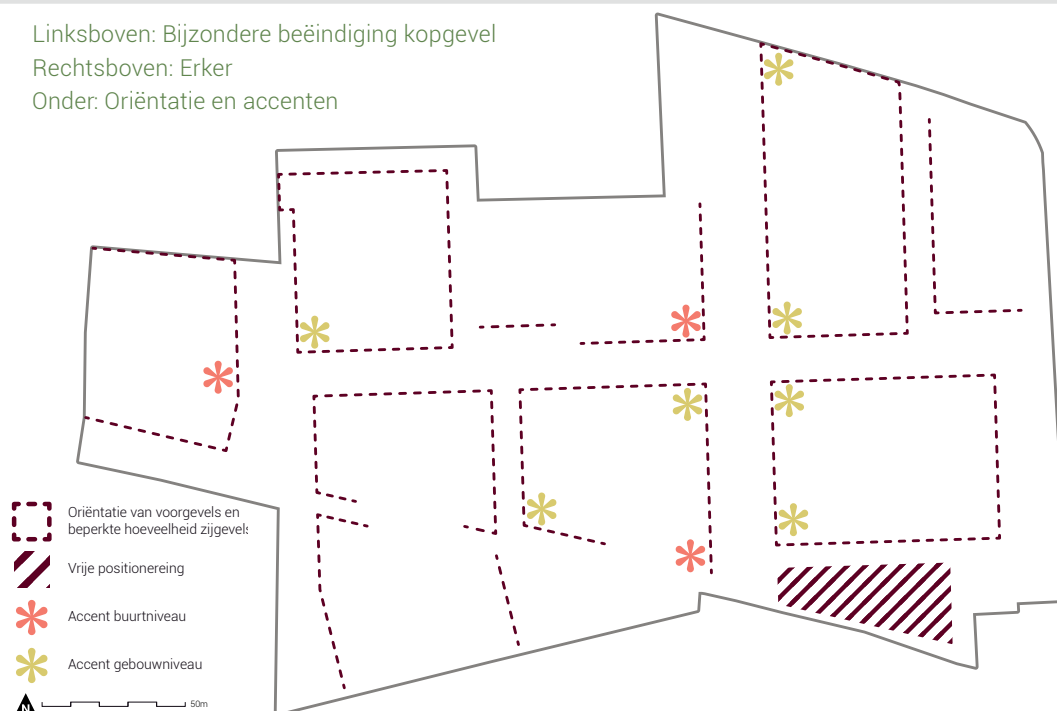 Linksboven: Bijzondere beëindiging kopgevel
Rechtsboven: Erker
Onder: Oriëntatie en accenten
Oriëntatie van voorgevels en
beperkte hoeveelheid zijgevels
Vrije positionereing
Accent buurtniveau
Accent gebouwniveau
N
50m